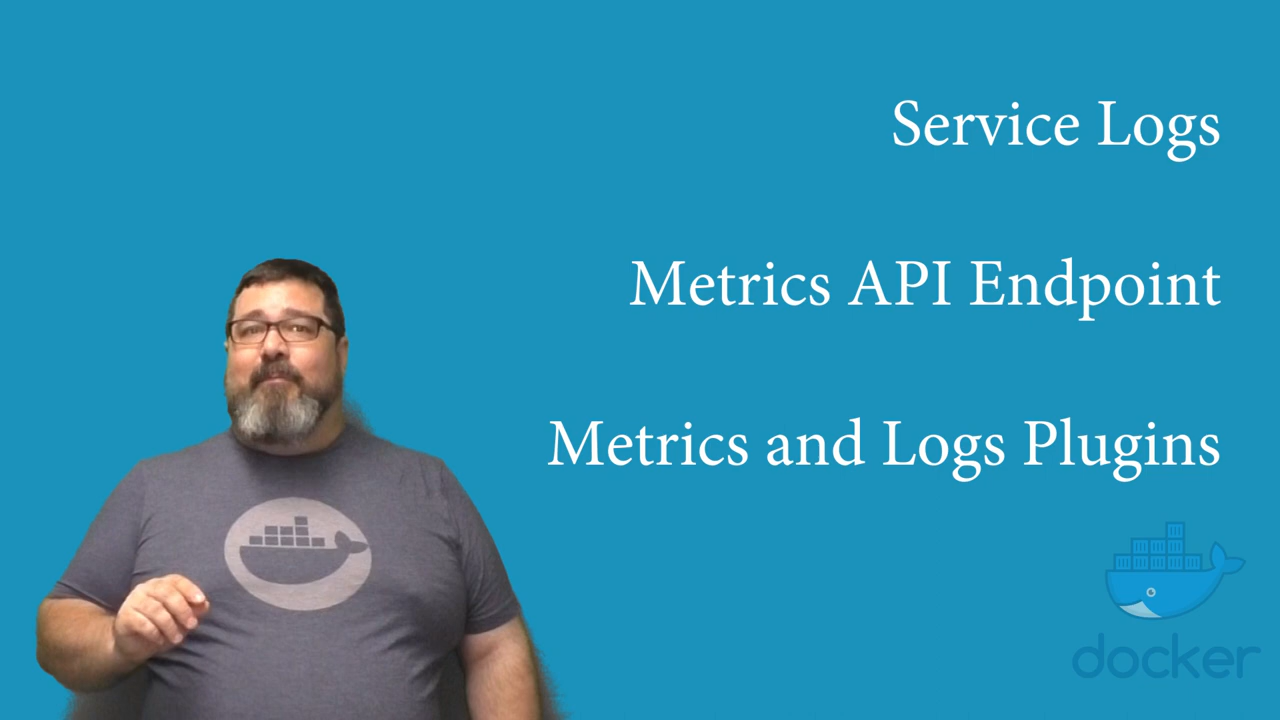 Service Logs
Metrics API Endpoint
Metrics and Logs Plugins
docker